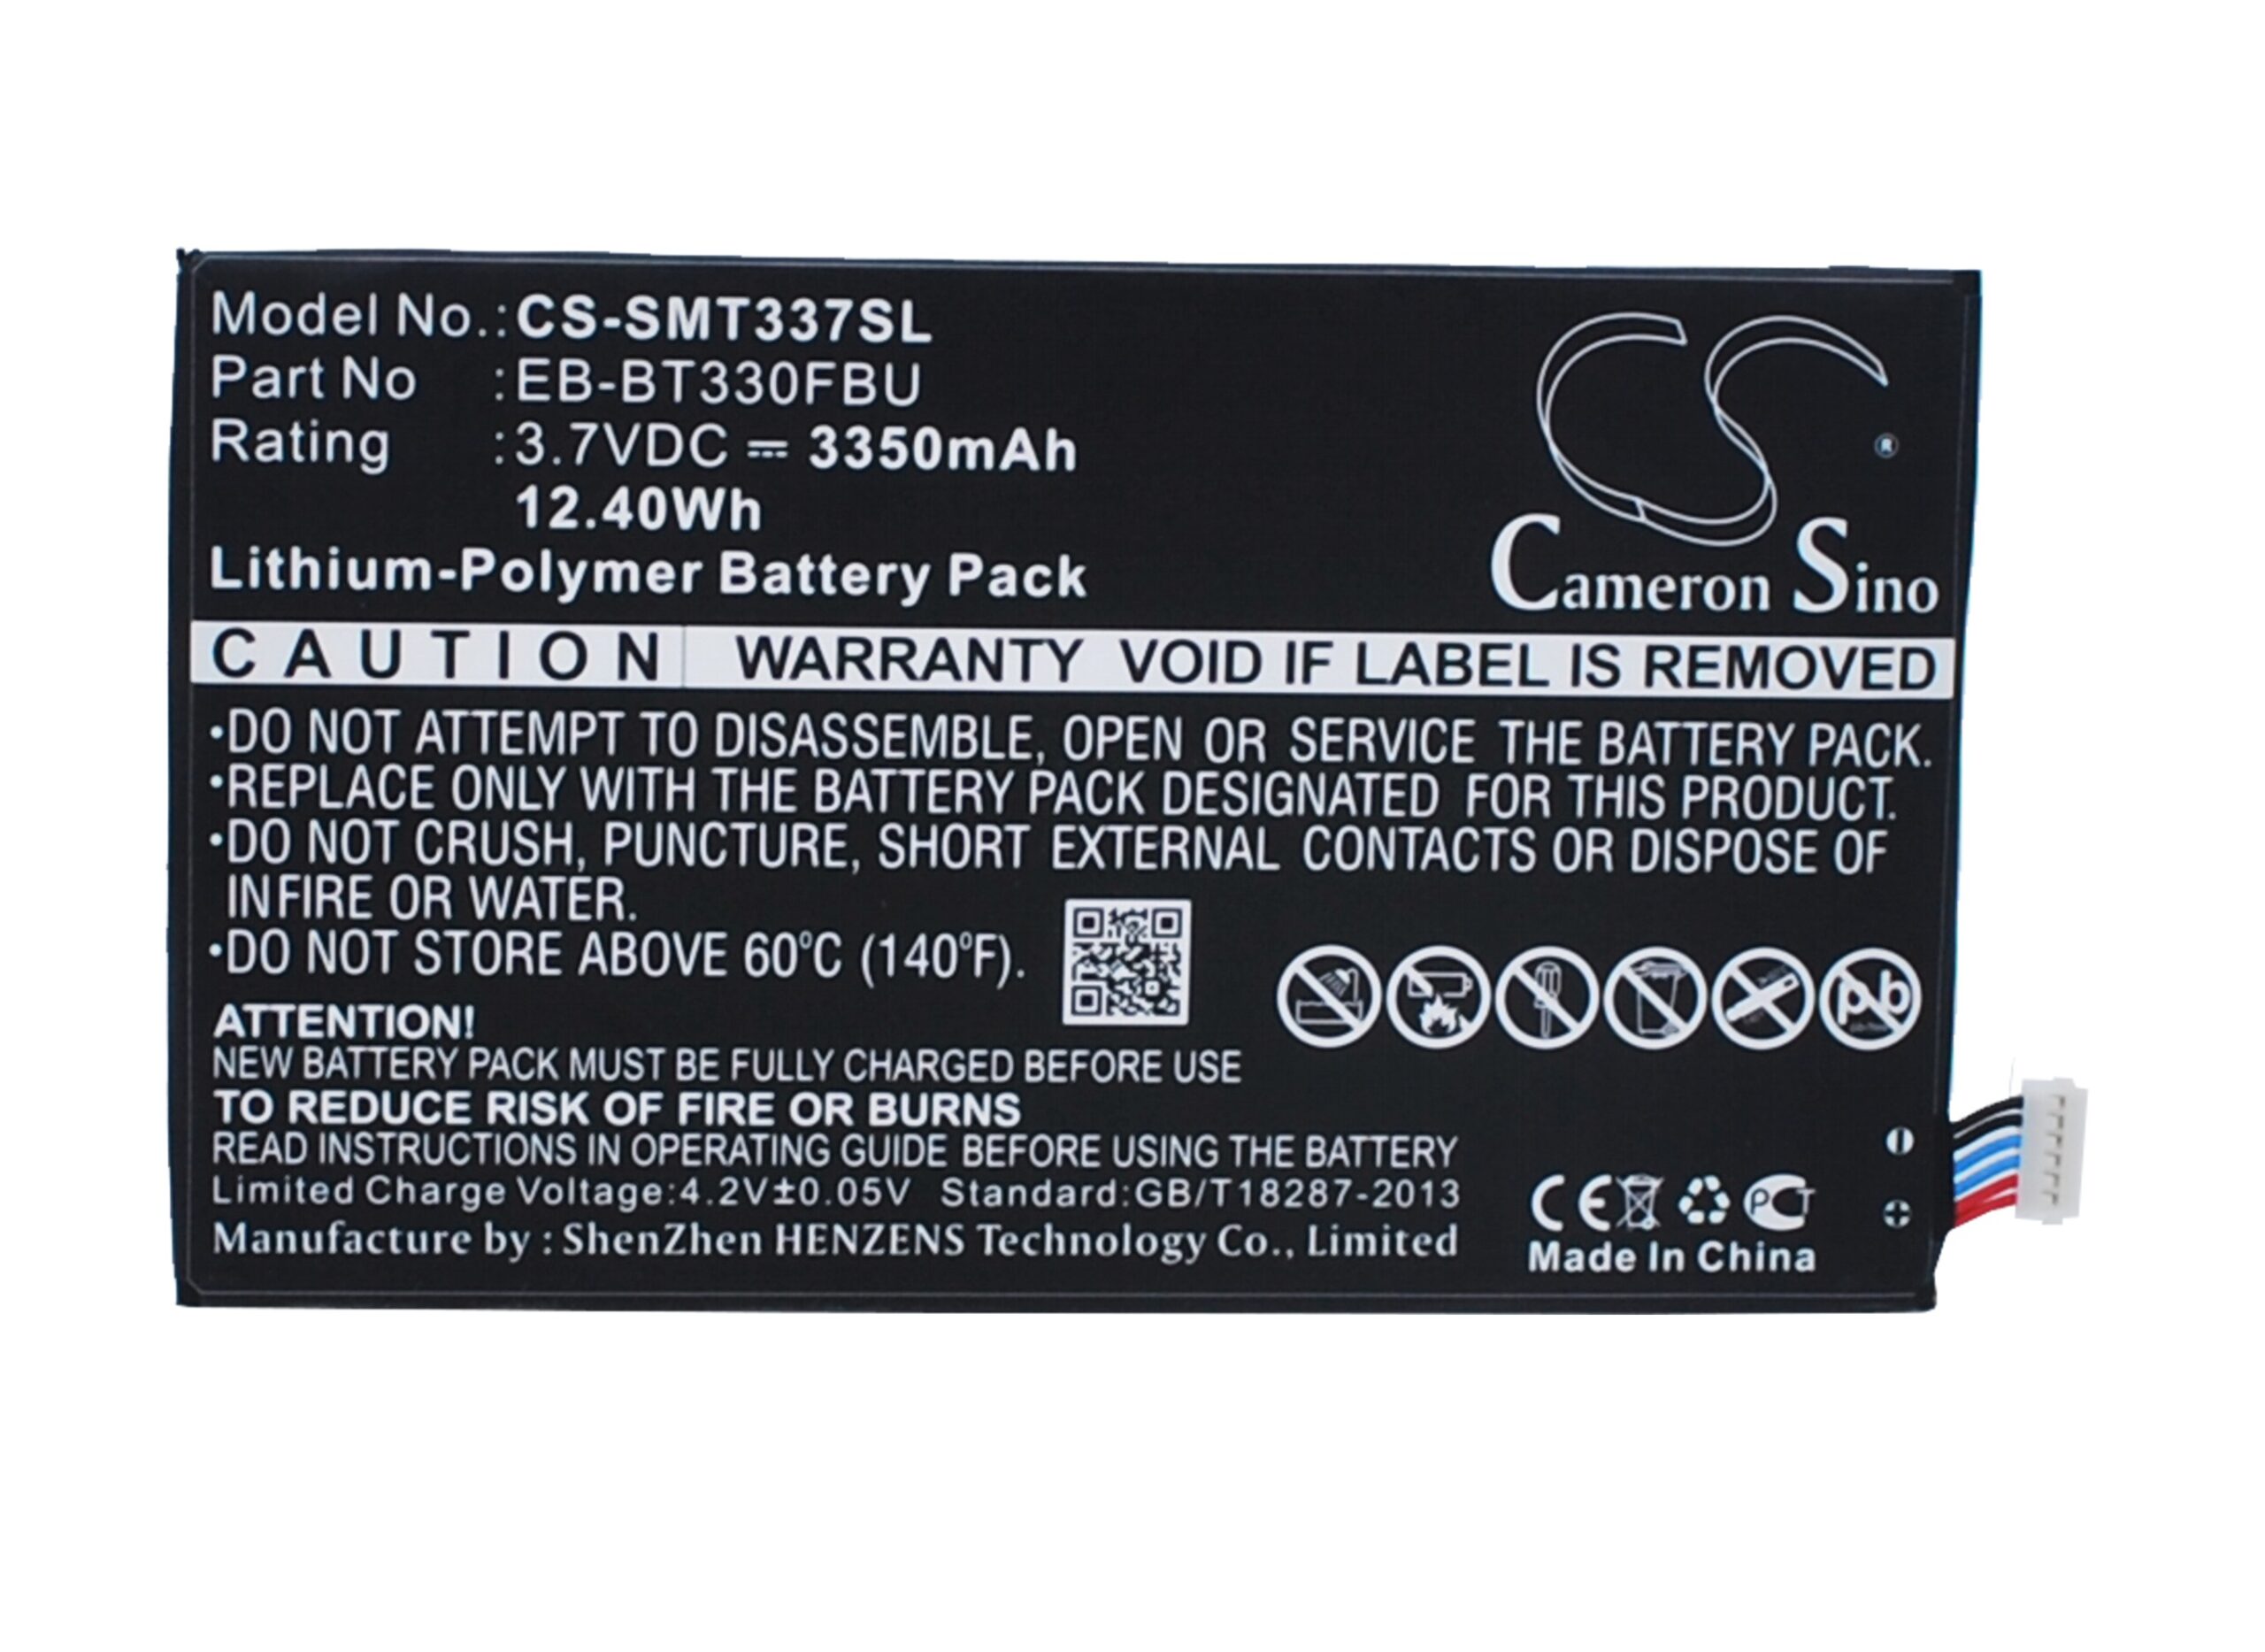 Model No.:CS-SMT337SL
Part No :EB-BT330FBU
Rating :3.7VDC ⎓ 3350mAh
12.40Wh
Lithium-Polymer Battery Pack
CS
®
Cameron Sino
CAUTION WARRANTY VOID IF LABEL IS REMOVED
•DO NOT ATTEMPT TO DISASSEMBLE, OPEN OR SERVICE THE BATTERY PACK.
•REPLACE ONLY WITH THE BATTERY PACK DESIGNATED FOR THIS PRODUCT.
•DO NOT CRUSH, PUNCTURE, SHORT EXTERNAL CONTACTS OR DISPOSE OF
INFIRE OR WATER.
•DO NOT STORE ABOVE 60°C (140°F).
Pb
ATTENTION!
NEW BATTERY PACK MUST BE FULLY CHARGED BEFORE USE
TO REDUCE RISK OF FIRE OR BURNS
READ INSTRUCTIONS IN OPERATING GUIDE BEFORE USING THE BATTERY
Limited Charge Voltage:4.2V±0.05V Standard:GB/T18287-2013
Manufacture by : ShenZhen HENZENS Technology Co., Limited
CE PCT
Made In China